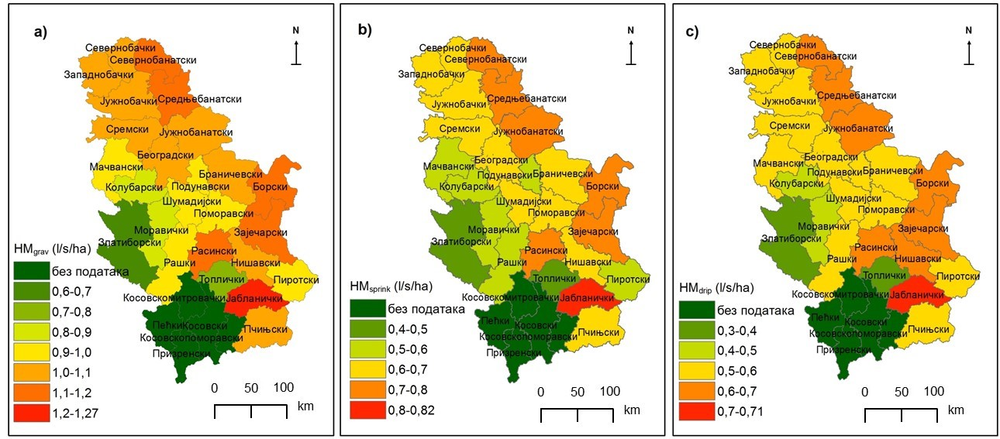 a)
N
Севернобачки
Севернобанатски
Западнобачки
Јужнобачки
Средњебанатски
Сремски
Јужнобанатски
Београдски
Мачвански
Браничевски
Колубарски
Подунавски
Борски
Шумадијски
Поморавски
Моравички
Зајечарски
Златиборски
Расински
Рашки
Нишавски
Топлички
Пиротски
Косовскомитровачки
Јабланички
Пећки
Косовски
Пчињски
Косовскопоморавски
Призренски
HMgrav (l/s/ha)
без података
0,6-0,7
0,7-0,8
0,8-0,9
0,9-1,0
1,0-1,1
1,1-1,2
1,2-1,27
0 50 100
km
b)
N
Севернобачки
Севернобанатски
Западнобачки
Јужнобачки
Средњебанатски
Сремски
Јужнобанатски
Београдски
Мачвански
Подунавски
Браничевски
Колубарски
Борски
Шумадијски
Поморавски
Моравички
Зајечарски
Златиборски
Расински
Рашки
Нишавски
Топлички
Пиротски
Косовскомитровачки
Јабланички
Пећки
Косовски
Косовскопоморавски
Пчињски
Призренски
HMsprink (l/s/ha)
без података
0,4-0,5
0,5-0,6
0,6-0,7
0,7-0,8
0,8-0,82
0 50 100
km
c)
N
Севернобачки
Севернобанатски
Западнобачки
Средњебанатски
Јужнобачки
Сремски
Јужнобанатски
Београдски
Мачвански
Подунавски
Браничевски
Колубарски
Борски
Шумадијски
Поморавски
Моравички
Зајечарски
Златиборски
Расински
Рашки
Нишавски
Топлички
Пиротски
Косовскомитровачки
Јабланички
Пећки
Косовски
Косовскопоморавски
Пчињски
Призренски
HMdrip (l/s/ha)
без података
0,3-0,4
0,4-0,5
0,5-0,6
0,6-0,7
0,7-0,71
0 50 100
km